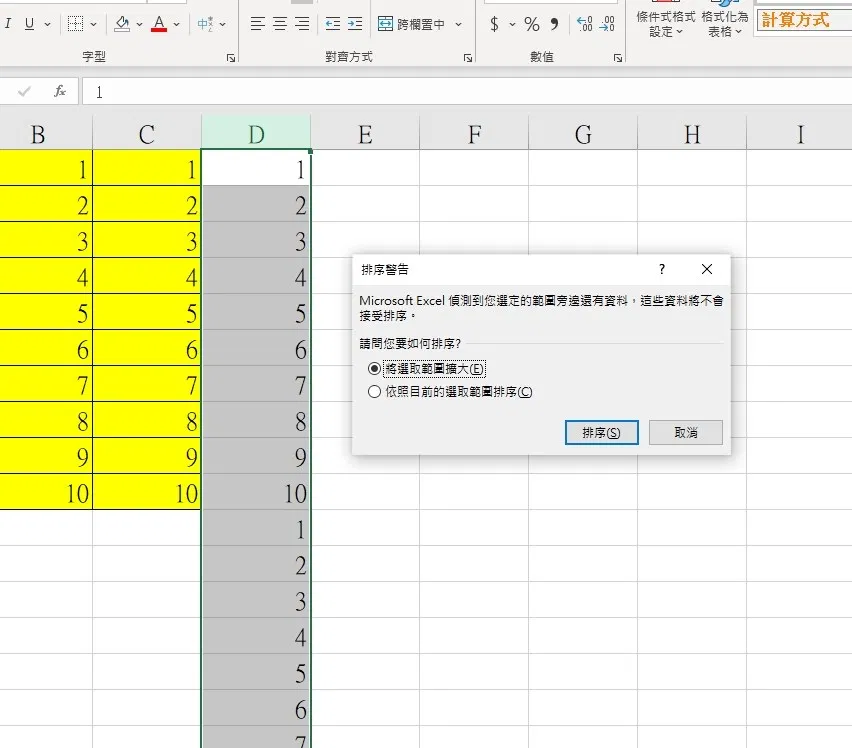 I U A 中 跨欄置中 $ % 條件式格式 格式化為 計算方式
設定 表格
字型 對齊方式 數值
fx 1
B C D E F G H I
1 1 1
2 2 2
3 3 3
4 4 4
5 5 5
6 6 6
7 7 7
8 8 8
9 9 9
10 10 10
1
2
3
4
5
6
7
排序警告 ? ×
Microsoft Excel 偵測到您選定的範圍旁邊還有資料，這些資料將不會
接受排序。
請問您要如何排序?
將選取範圍擴大(E)
依照目前的選取範圍排序(C)
排序(S) 取消